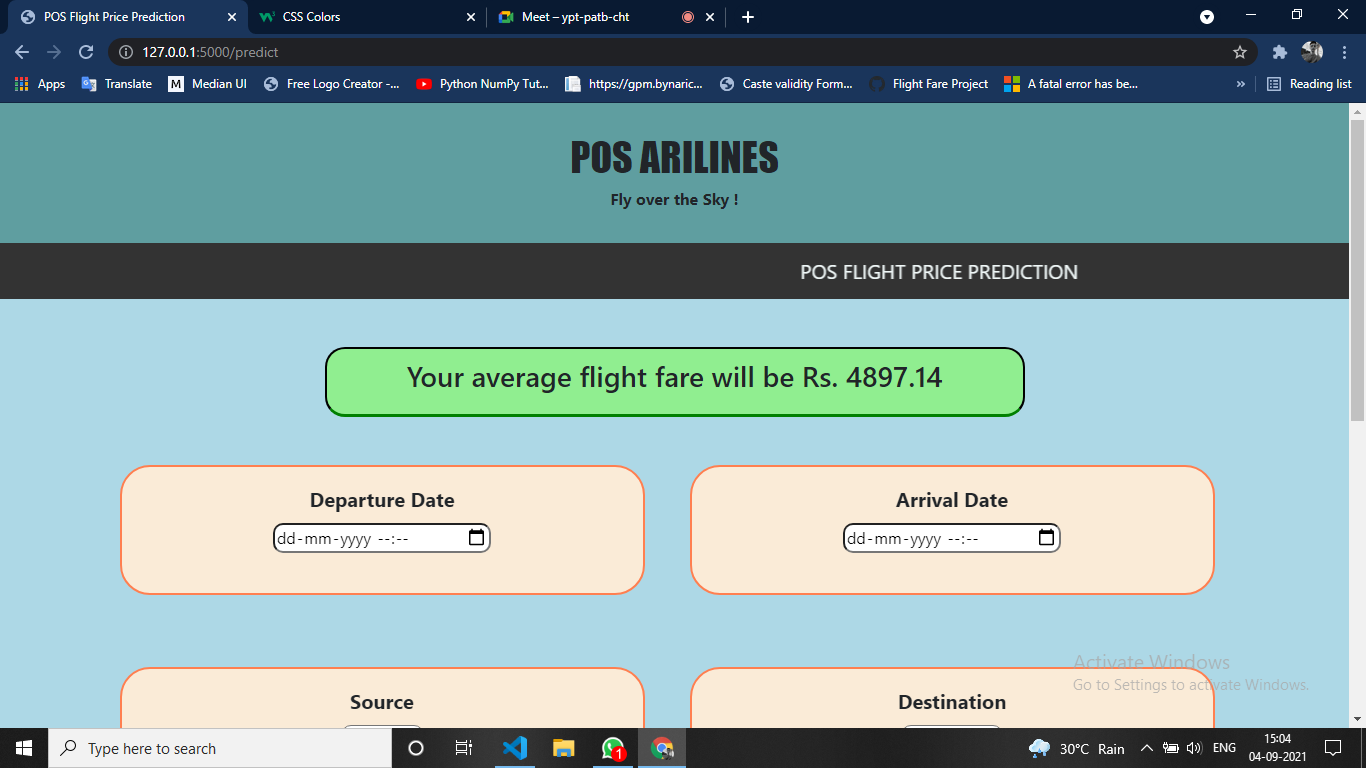 POS Flight Price Prediction
CSS Colors
Meet – ypt-patb-cht
127.0.0.1:5000/predict
Apps
Translate
M Median UI
Free Logo Creator -...
Python NumPy Tut...
https://gpm.bynaric...
Caste validity Form...
Flight Fare Project
A fatal error has be...
»
Reading list
POS ARILINES
Fly over the Sky !
POS FLIGHT PRICE PREDICTION
Your average flight fare will be Rs. 4897.14
Departure Date
dd-mm-yyyy --:--
Arrival Date
dd-mm-yyyy --:--
Source
Destination
Activate Windows
Go to Settings to activate Windows.
Type here to search
1
30°C Rain
ENG
15:04
04-09-2021